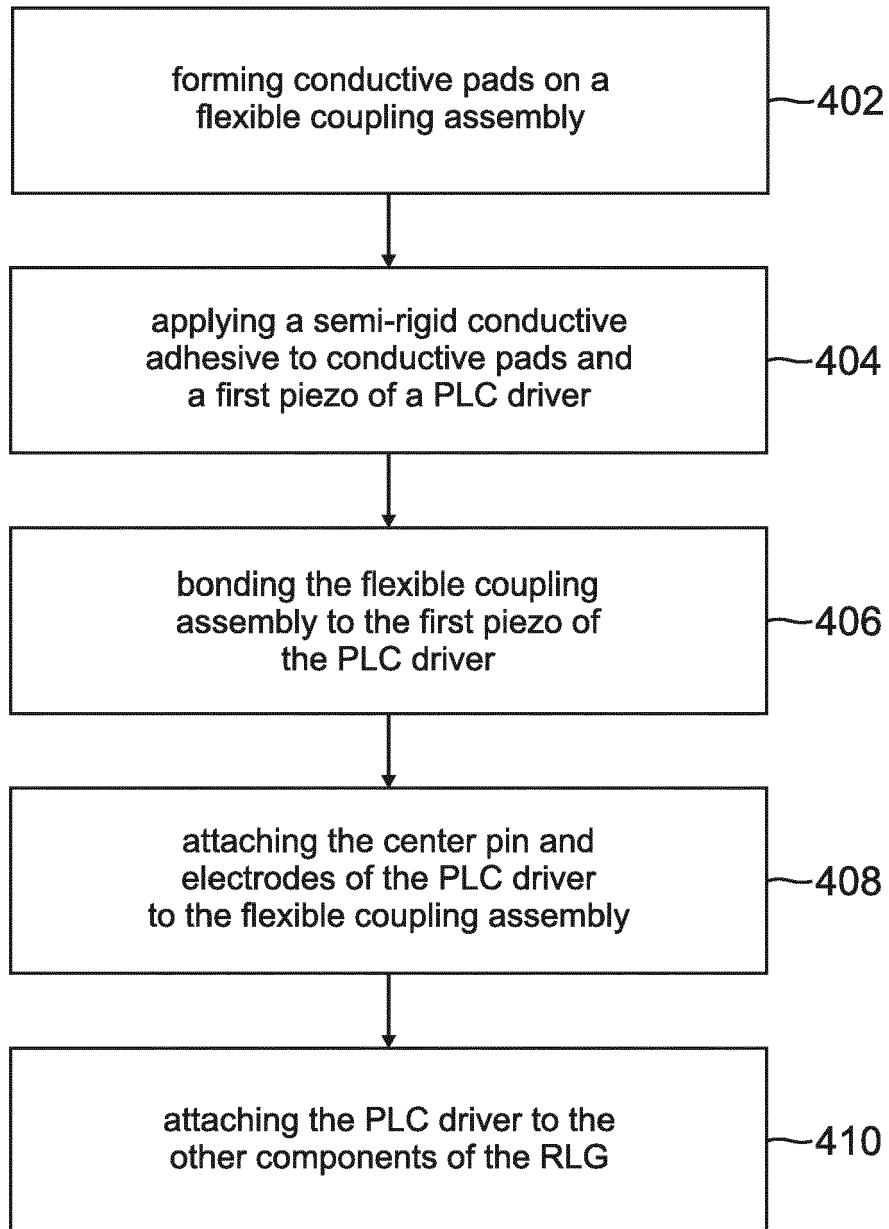 forming conductive pads on a
flexible coupling assembly
402
applying a semi-rigid conductive
adhesive to conductive pads and
a first piezo of a PLC driver
404
bonding the flexible coupling
assembly to the first piezo of
the PLC driver
406
attaching the center pin and
electrodes of the PLC driver
to the flexible coupling assembly
408
attaching the PLC driver to the
other components of the RLG
410